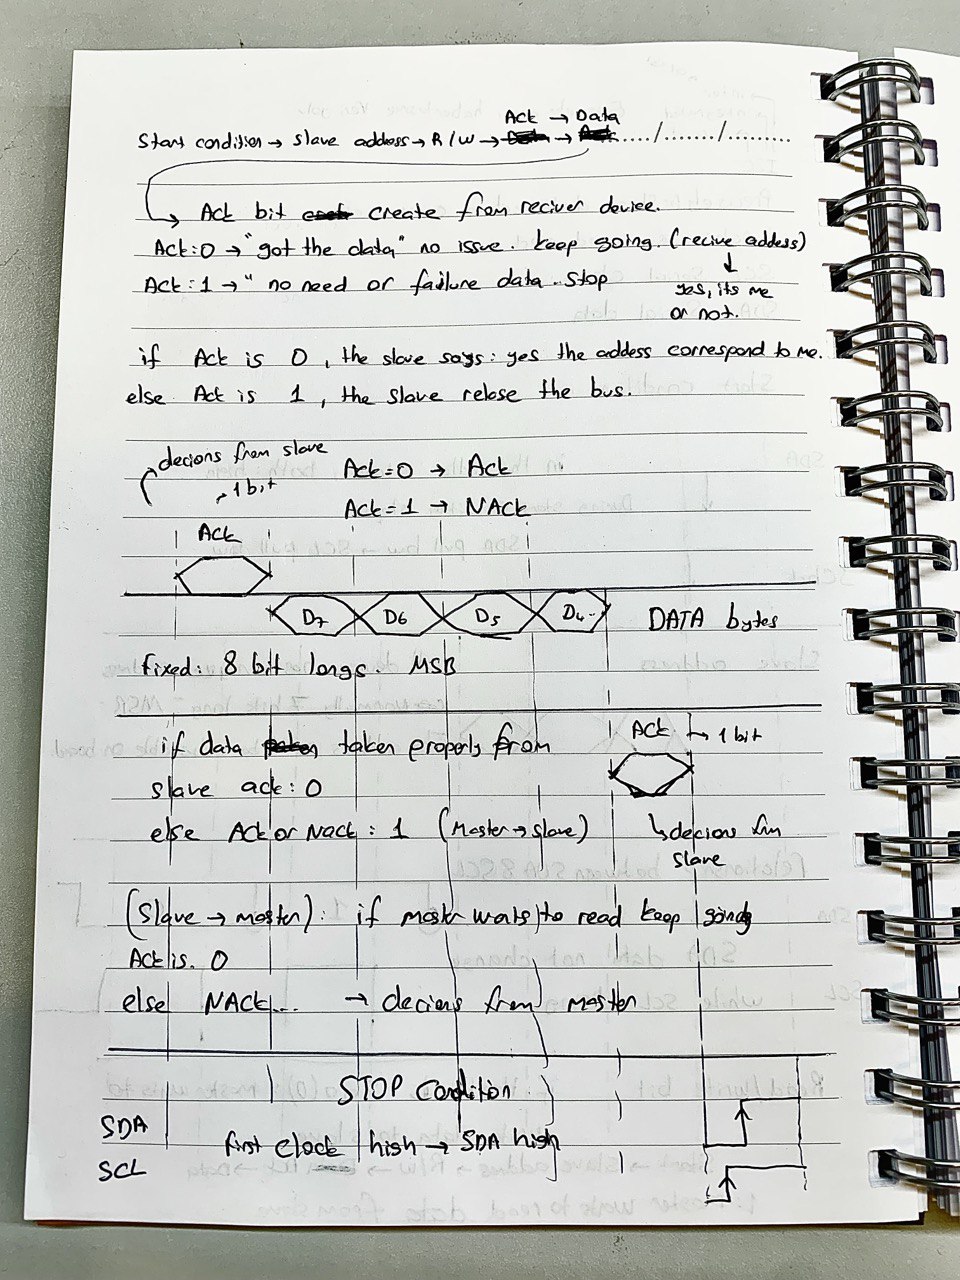 Ack → Data
Start condition → slave address → R/W → → ...../......./.........
Ack bit create from reciver device.
Ack:0 → "got the data" no issue. keep going. (recive addess)
Ack:1 → " no need or failure data. stop
yes, its me
or not.
if Ack is 0, the slave says: yes the addess correspond to me.
else Ack is 1, the slave relese the bus.
decions from slave
1 bit
Ack=0 → Ack
Ack=1 → NAck
Ack
D7 D6 D5 D4 DATA bytes
fixed: 8 bit longs. MSB
if data taken properly from
Ack → 1 bit
slave ack: 0
else Ack or Nack: 1 (Master → slave)
decions frm
slave
(Slave → master): if master wants to read keep going
Ack is. 0
else NACK... → decions from master
STOP Condition
SDA
first clock high → SDA high
SCL